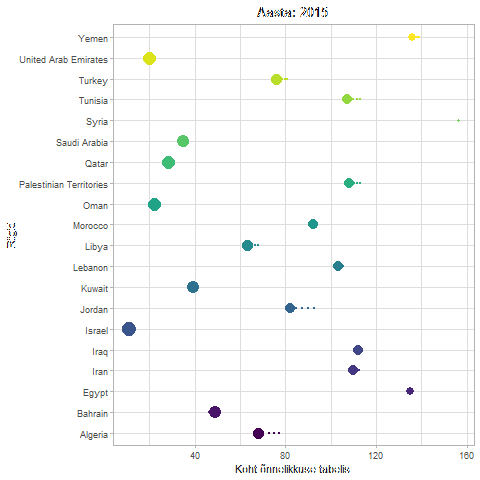 Aasta: 2015
Yemen
United Arab Emirates
Turkey
Tunisia
Syria
Saudi Arabia
Qatar
Palestinian Territories
Oman
Morocco
Libya
Lebanon
Kuwait
Jordan
Israel
Iraq
Iran
Egypt
Bahrain
Algeria
Riigid
40
80
120
160
Koht õnnelikkuse tabelis